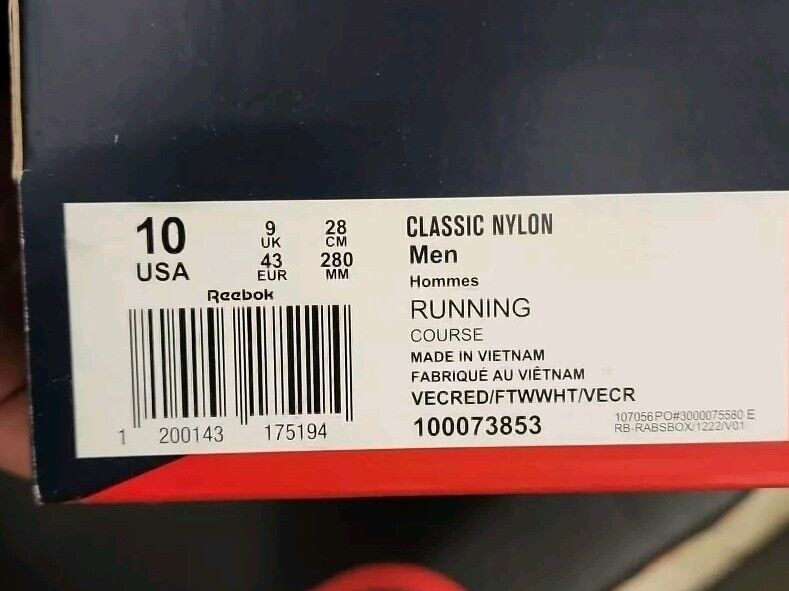 10
USA
9
UK
43
EUR
28
CM
280
MM
Reebok
1 200143 175194
CLASSIC NYLON
Men
Hommes
RUNNING
COURSE
MADE IN VIETNAM
FABRIQUÉ AU VIÊTNAM
VECRED/FTWWHT/VECR
100073853
107056PO#3000075580 E
RB-RABSBOX/1222/V01